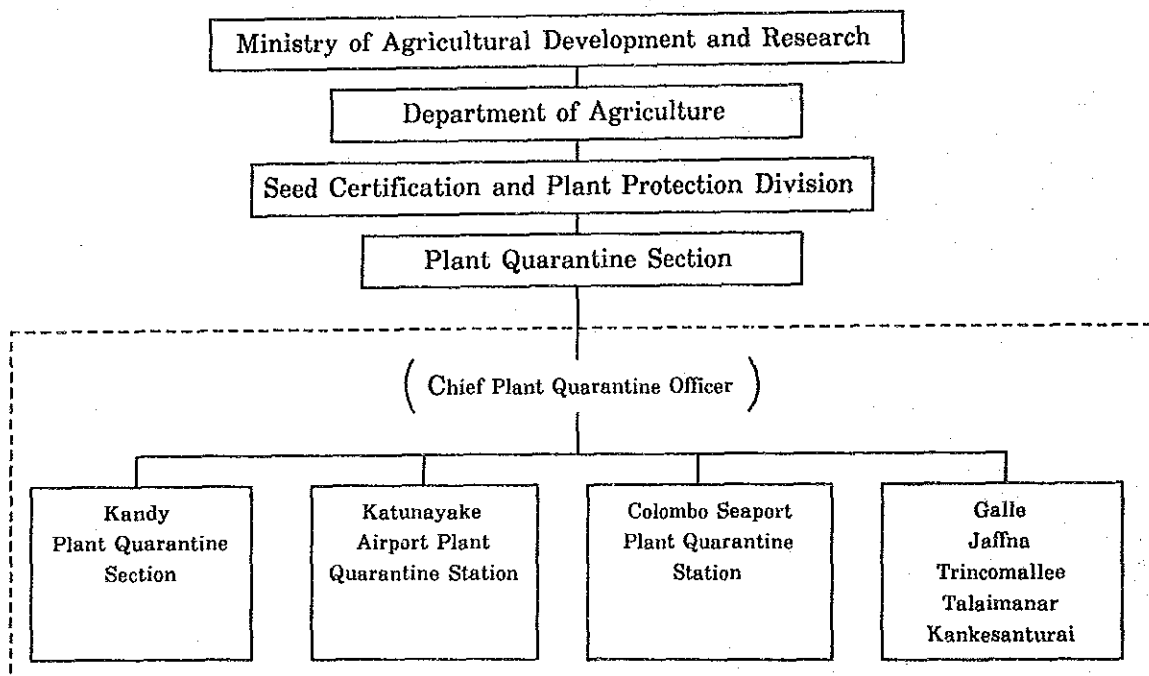 Ministry of Agricultural Development and Research
Department of Agriculture
Seed Certification and Plant Protection Division
Plant Quarantine Section
( Chief Plant Quarantine Officer )
Kandy
Plant Quarantine
Section
Katunayake
Airport Plant
Quarantine Station
Colombo Seaport
Plant Quarantine
Station
Galle
Jaffna
Trincomallee
Talaimanar
Kankesanturai